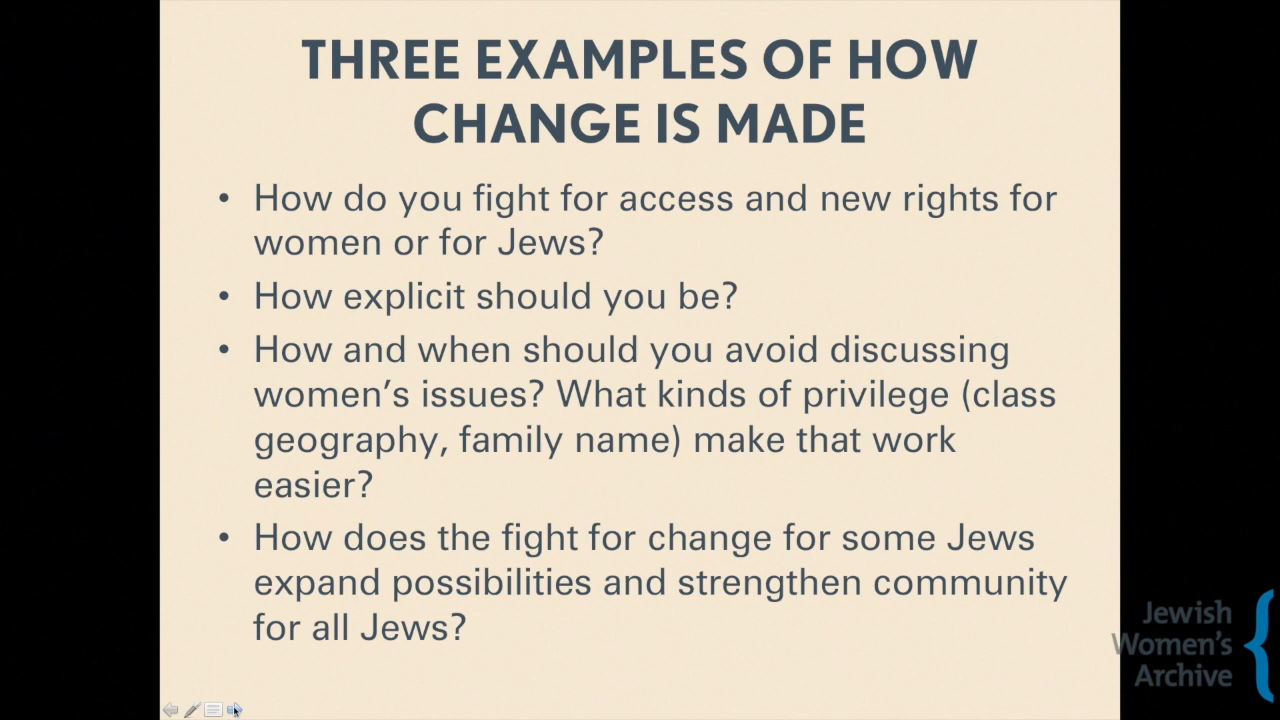 THREE EXAMPLES OF HOW
CHANGE IS MADE
• How do you fight for access and new rights for
women or for Jews?
• How explicit should you be?
• How and when should you avoid discussing
women’s issues? What kinds of privilege (class
geography, family name) make that work
easier?
• How does the fight for change for some Jews
expand possibilities and strengthen community
for all Jews?
Jewish
Women’s
Archive